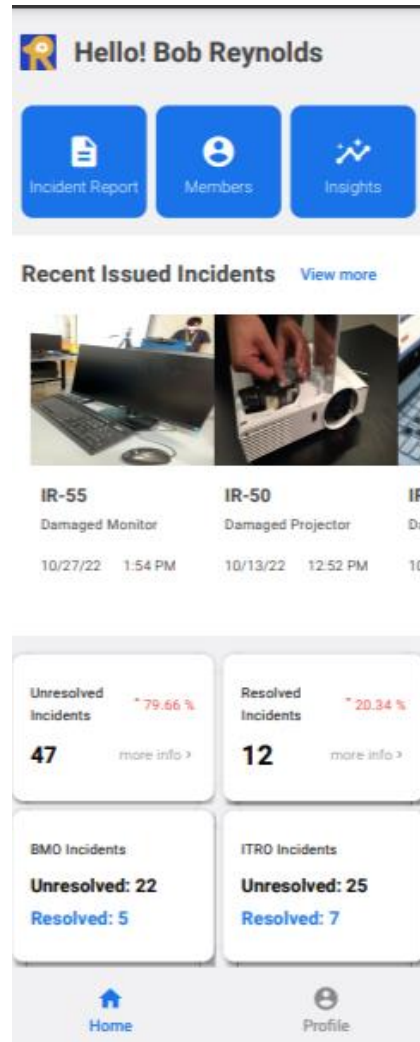 Hello! Bob Reynolds
Incident Report Members Insights
Recent Issued Incidents View more
IR-55 IR-50
Damaged Monitor Damaged Projector
10/27/22 1:54 PM 10/13/22 12:52 PM 10
Unresolved Incidents
79.66 %
47 more info >
Resolved Incidents
20.34 %
12 more info >
BMO Incidents
Unresolved: 22
Resolved: 5
ITRO Incidents
Unresolved: 25
Resolved: 7
Home Profile